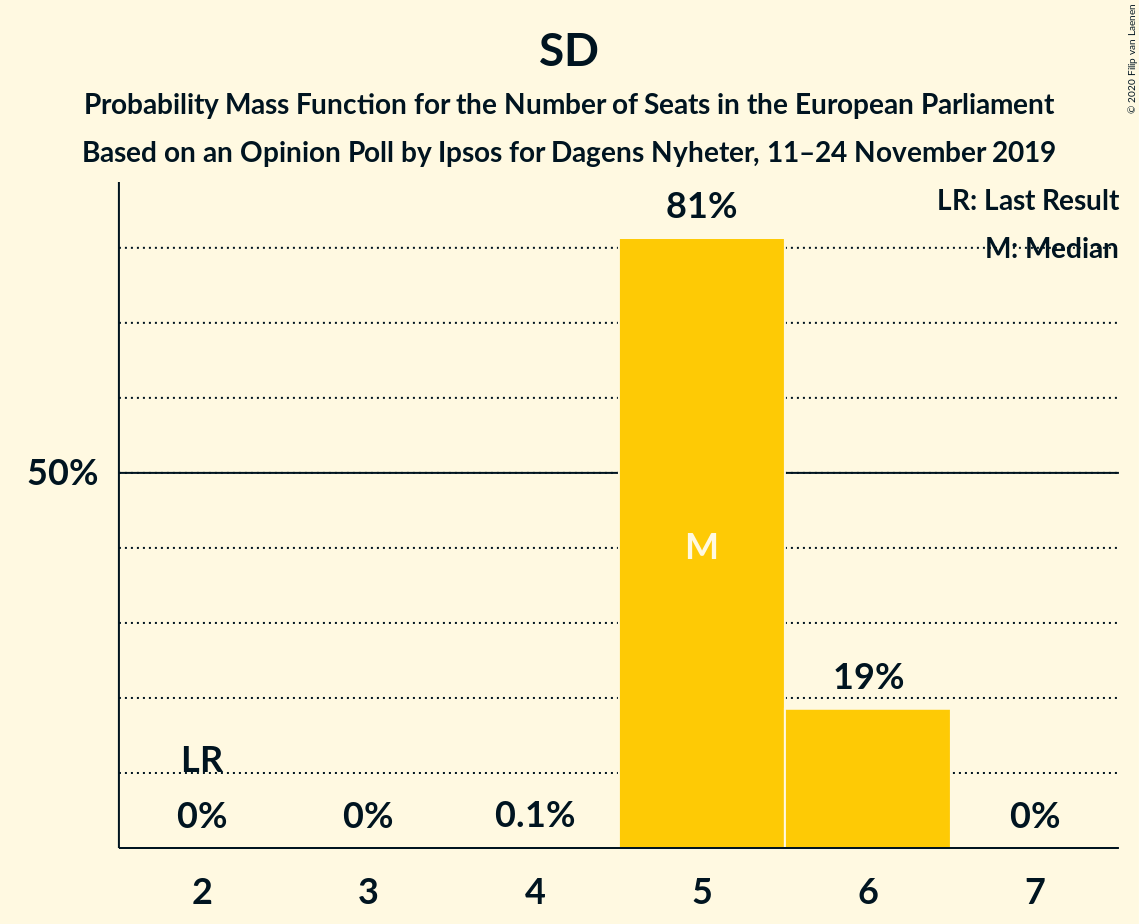 SD
Probability Mass Function for the Number of Seats in the European Parliament
Based on an Opinion Poll by Ipsos for Dagens Nyheter, 11–24 November 2019
© 2020 Filip van Laenen
LR: Last Result
M: Median
81%
50%
M
19%
LR
0%
0%
0.1%
0%
2 3 4 5 6 7